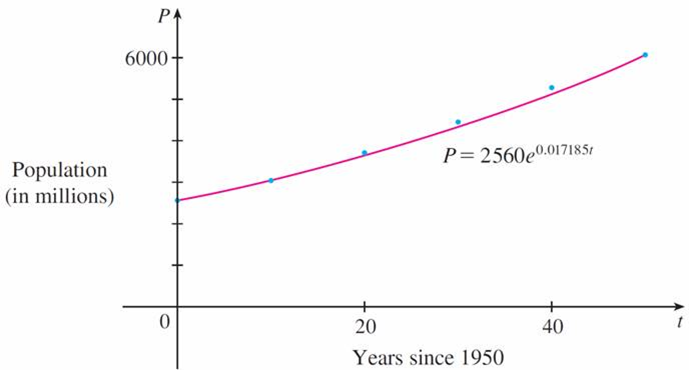 P
6000
Population
(in millions)
P = 2560e^{0.017185t}
0
20
40
t
Years since 1950